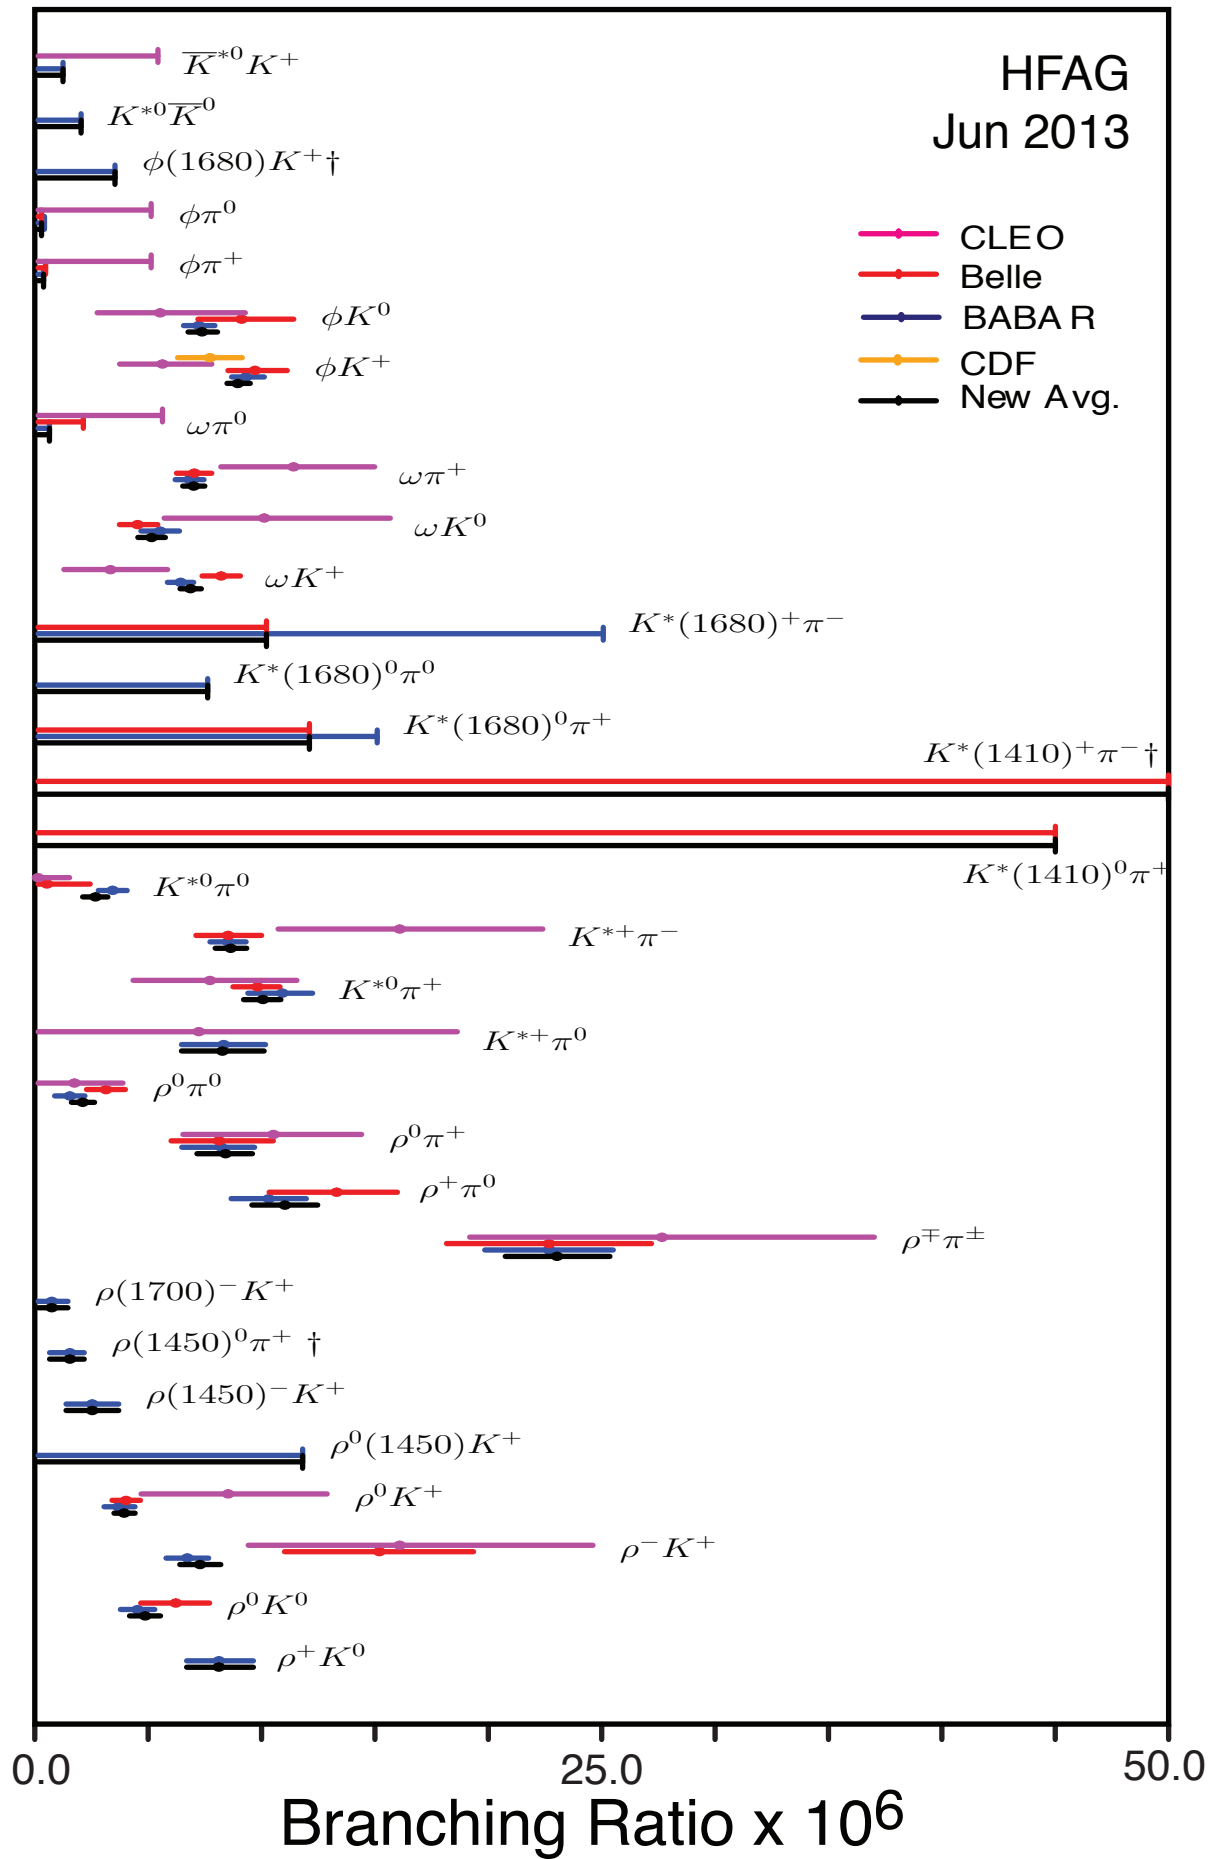 K̅*⁰K⁺
HFAG
K*⁰K̅⁰
Jun 2013
ϕ(1680)K⁺†
ϕπ⁰
CLEO
ϕπ⁺
Belle
ϕK⁰
BABAR
ϕK⁺
CDF
New Avg.
ωπ⁰
ωπ⁺
ωK⁰
ωK⁺
K*(1680)⁺π⁻
K*(1680)⁰π⁰
K*(1680)⁰π⁺
K*(1410)⁺π⁻†
K*(1410)⁰π⁺
K*⁰π⁰
K*⁺π⁻
K*⁰π⁺
K*⁺π⁰
ρ⁰π⁰
ρ⁰π⁺
ρ⁺π⁰
ρ^∓π^±
ρ(1700)⁻K⁺
ρ(1450)⁰π⁺ †
ρ(1450)⁻K⁺
ρ⁰(1450)K⁺
ρ⁰K⁺
ρ⁻K⁺
ρ⁰K⁰
ρ⁺K⁰
0.0 25.0 50.0
Branching Ratio x 10⁶